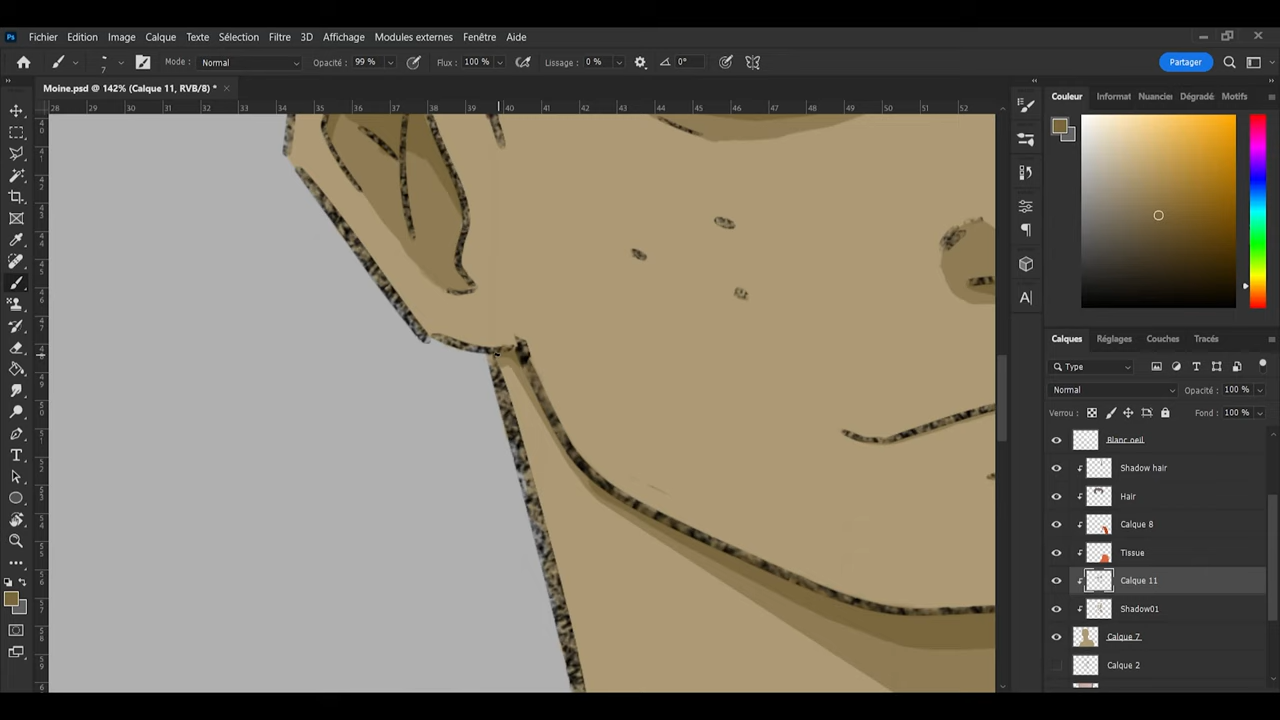 Ps Fichier Edition Image Calque Texte Sélection Filtre 3D Affichage Modules externes Fenêtre Aide
7 Mode : Normal Opacité : 99 % Flux : 100 % Lissage : 0 % 0° Partager
Moine.psd @ 142% (Calque 11, RVB/8) *
28 29 30 31 32 33 34 35 36 37 38 39 40 41 42 43 44 45 46 47 48 49 50 51 52
Couleur Informat Nuancier Dégradé Motifs
Calques Réglages Couches Tracés
Type
Normal Opacité : 100 %
Verrou : Fond : 100 %
Blanc oeil
Shadow hair
Hair
Calque 8
Tissue
Calque 11
Shadow01
Calque 7
Calque 2